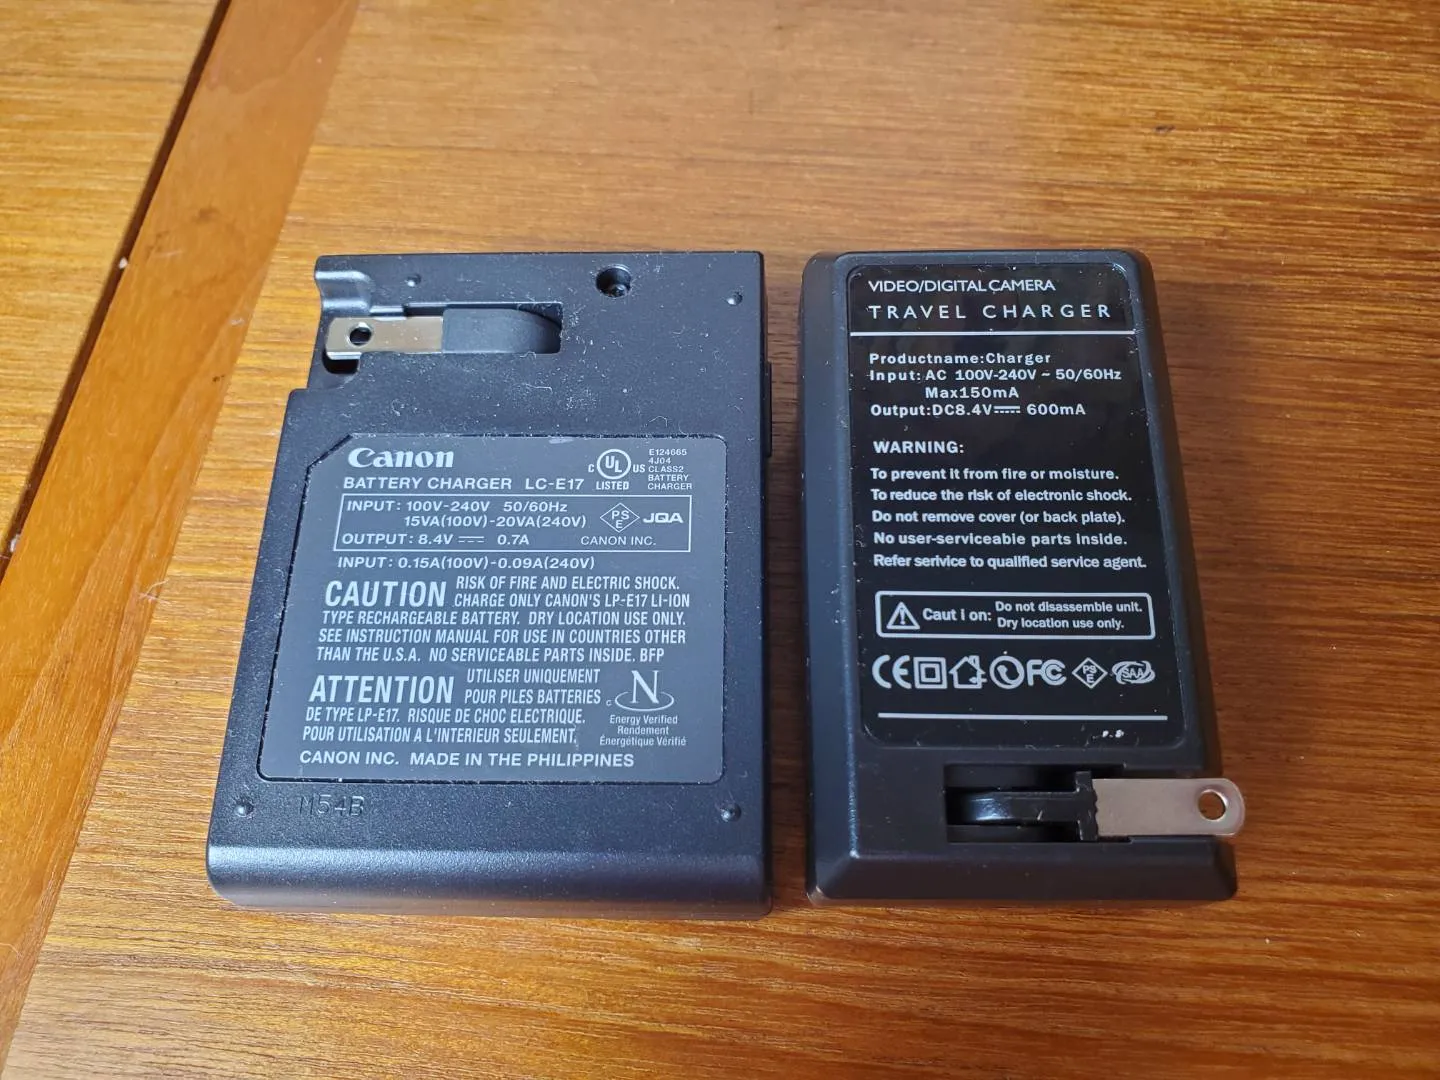 Canon
BATTERY CHARGER LC-E17
C UL US
LISTED
E124665
4J04
CLASS2
BATTERY
CHARGER
INPUT: 100V-240V 50/60Hz
15VA(100V)-20VA(240V)
OUTPUT: 8.4V 0.7A
PS
E
JQA
CANON INC.
INPUT: 0.15A(100V)-0.09A(240V)
CAUTION RISK OF FIRE AND ELECTRIC SHOCK.
CHARGE ONLY CANON'S LP-E17 LI-ION
TYPE RECHARGEABLE BATTERY. DRY LOCATION USE ONLY.
SEE INSTRUCTION MANUAL FOR USE IN COUNTRIES OTHER
THAN THE U.S.A. NO SERVICEABLE PARTS INSIDE. BFP
ATTENTION UTILISER UNIQUEMENT
POUR PILES BATTERIES
DE TYPE LP-E17. RISQUE DE CHOC ELECTRIQUE.
POUR UTILISATION A L'INTERIEUR SEULEMENT.
C N
Energy Verified
Rendement
Énergétique Vérifié
CANON INC. MADE IN THE PHILIPPINES
M54B
VIDEO/DIGITAL CAMERA
TRAVEL CHARGER
Productname:Charger
Input: AC 100V-240V ~ 50/60Hz
Max150mA
Output:DC8.4V 600mA
WARNING:
To prevent it from fire or moisture.
To reduce the risk of electronic shock.
Do not remove cover (or back plate).
No user-serviceable parts inside.
Refer serivice to qualified service agent.
Caut i on: Do not disassemble unit.
Dry location use only.
CE FC PS E SAA